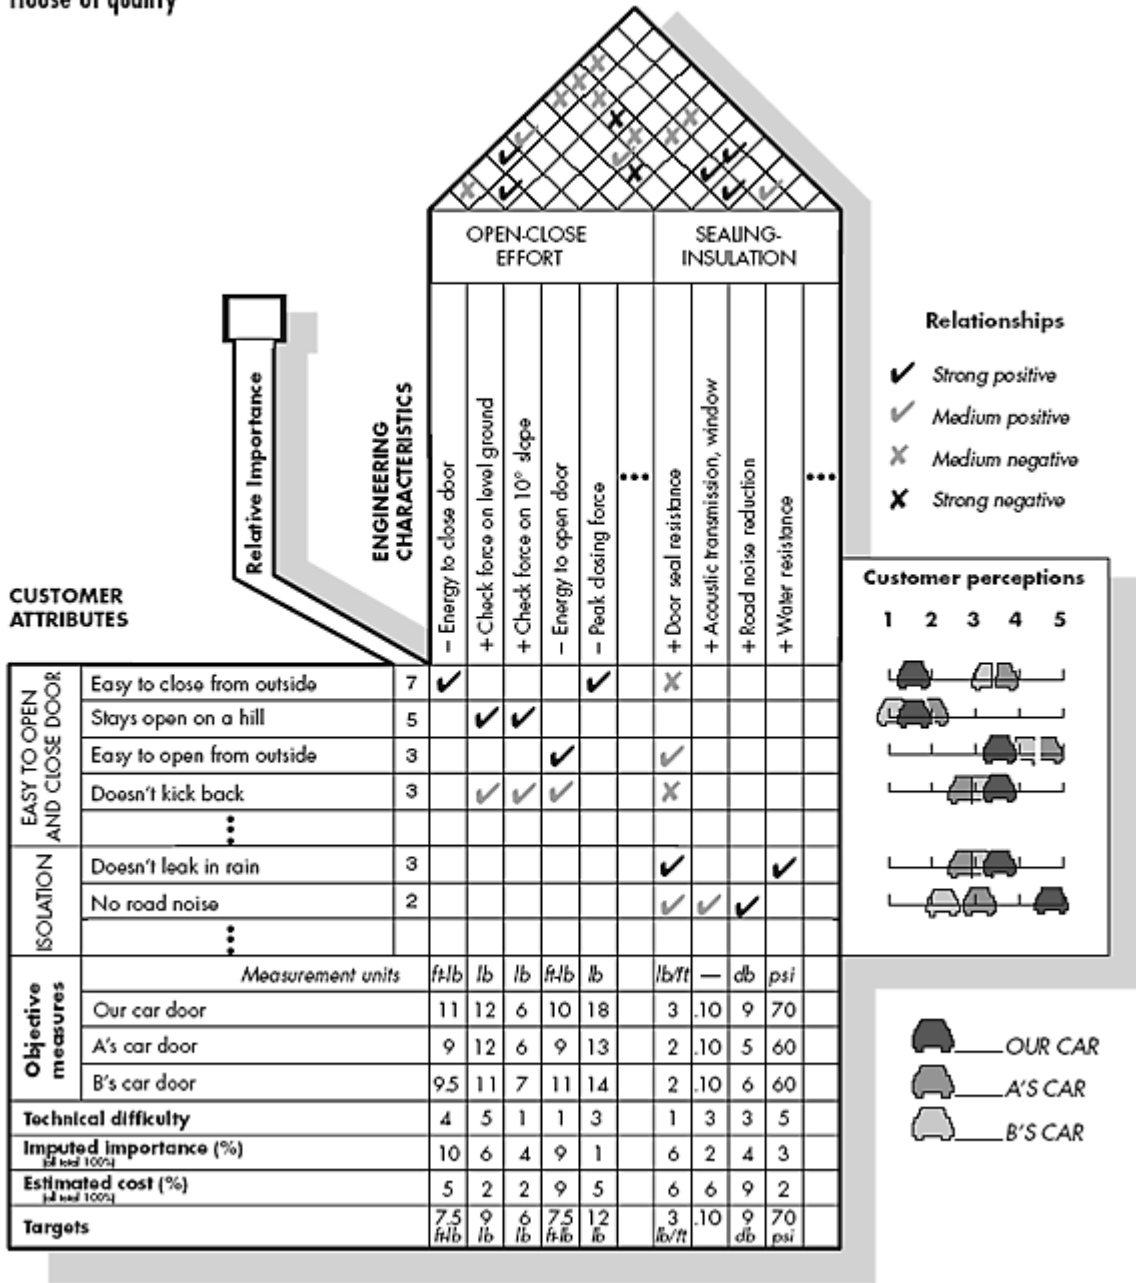 House of quality
OPEN-CLOSE
EFFORT
SEALING-
INSULATION
Relationships
Strong positive
Medium positive
Medium negative
Strong negative
Relative Importance
ENGINEERING
CHARACTERISTICS
– Energy to close door
+ Check force on level ground
+ Check force on 10° slope
– Energy to open door
– Peak closing force
•••
+ Door seal resistance
+ Acoustic transmission, window
+ Road noise reduction
+ Water resistance
•••
CUSTOMER
ATTRIBUTES
Customer perceptions
1 2 3 4 5
EASY TO OPEN
AND CLOSE DOOR
Easy to close from outside 7
Stays open on a hill 5
Easy to open from outside 3
Doesn't kick back 3
ISOLATION
Doesn't leak in rain 3
No road noise 2
Objective
measures
Measurement units ft-lb lb lb ft-lb lb lb/ft — db psi
Our car door 11 12 6 10 18 3 .10 9 70
A's car door 9 12 6 9 13 2 .10 5 60
B's car door 9.5 11 7 11 14 2 .10 6 60
Technical difficulty 4 5 1 1 3 1 3 3 5
Imputed importance (%) 10 6 4 9 1 6 2 4 3
(all total 100%)
Estimated cost (%) 5 2 2 9 5 6 6 9 2
(all total 100%)
Targets 7.5 9 6 7.5 12 3 .10 9 70
ft-lb lb lb ft-lb lb lb/ft db psi
OUR CAR
A'S CAR
B'S CAR